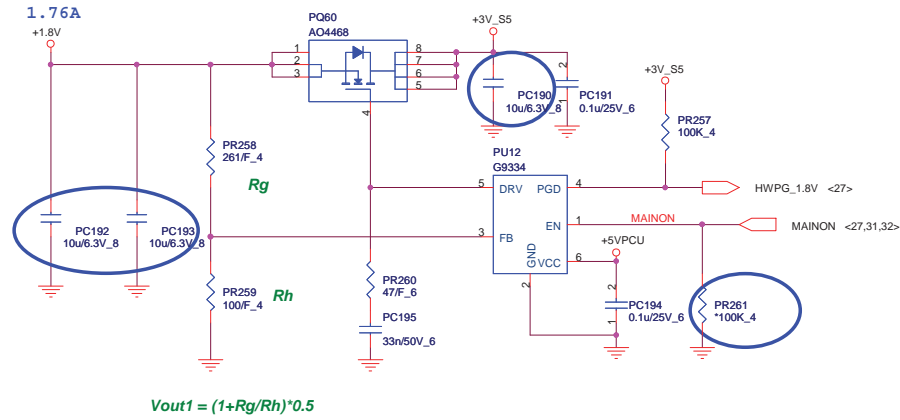 1.76A
+1.8V
PQ60
AO4468
1
2
3
8
7
6
5
4
+3V_S5
PC190
10u/6.3V_8
2
1
PC191
0.1u/25V_6
+3V_S5
PR257
100K_4
PR258
261/F_4
Rg
PU12
G9334
5
DRV
PGD
4
HWPG_1.8V <27>
3
FB
EN
1
MAINON
MAINON <27,31,32>
GND
VCC
6
2
+5VPCU
PC192
10u/6.3V_8
PC193
10u/6.3V_8
PR259
100/F_4
Rh
PR260
47/F_6
PC195
33n/50V_6
2
1
PC194
0.1u/25V_6
PR261
*100K_4
Vout1 = (1+Rg/Rh)*0.5